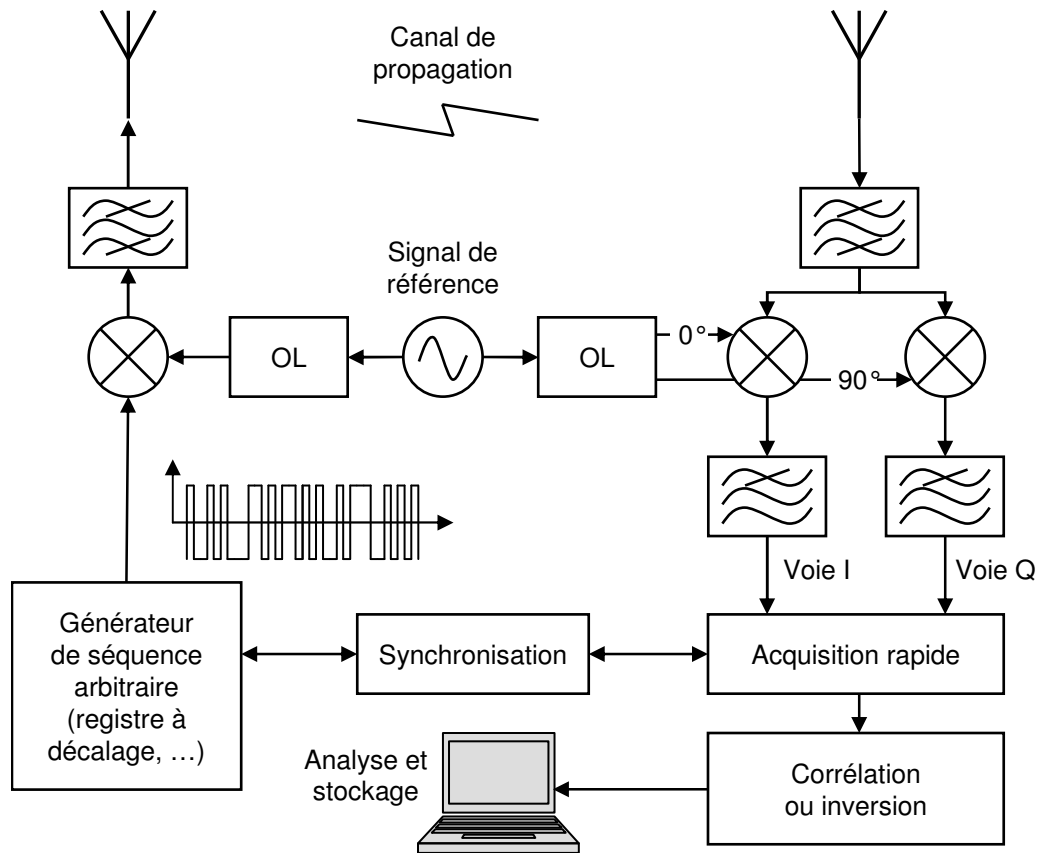 Canal de
propagation
Signal de
référence
OL
OL
0°
90°
Voie I
Voie Q
Générateur
de séquence
arbitraire
(registre à
décalage, …)
Synchronisation
Acquisition rapide
Analyse et
stockage
Corrélation
ou inversion